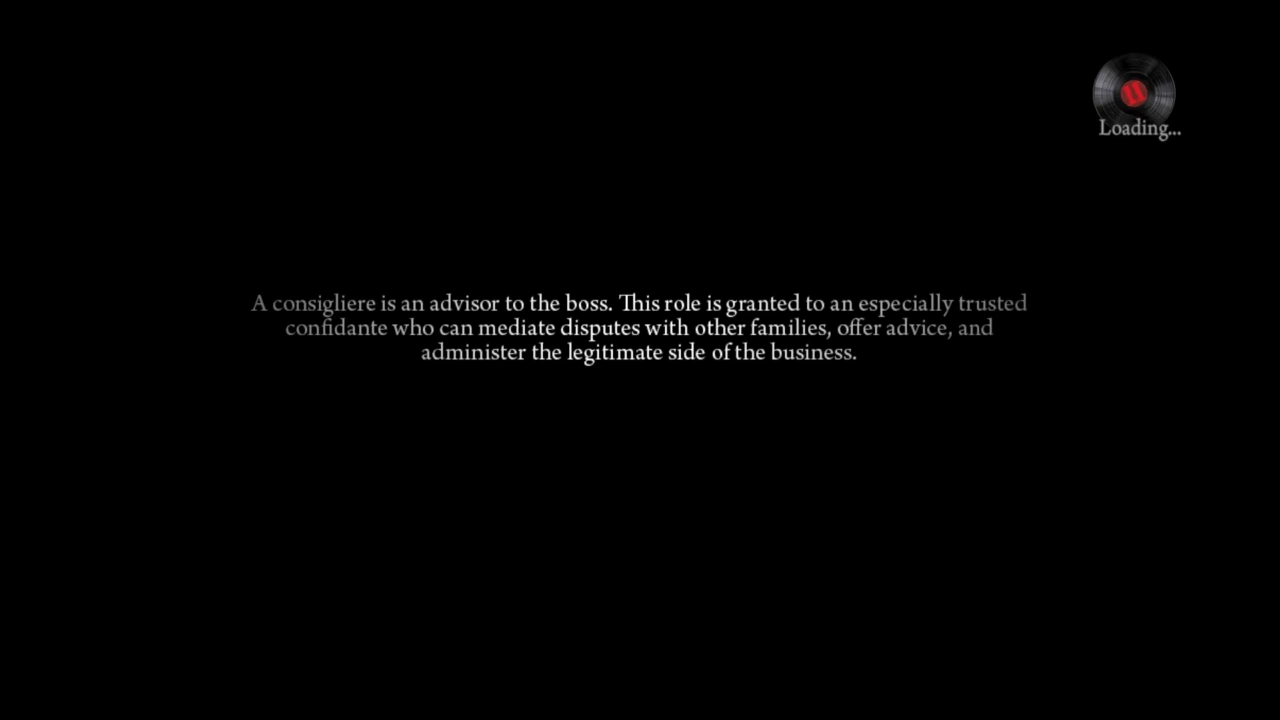 Loading...
A consigliere is an advisor to the boss. This role is granted to an especially trusted
confidante who can mediate disputes with other families, offer advice, and
administer the legitimate side of the business.